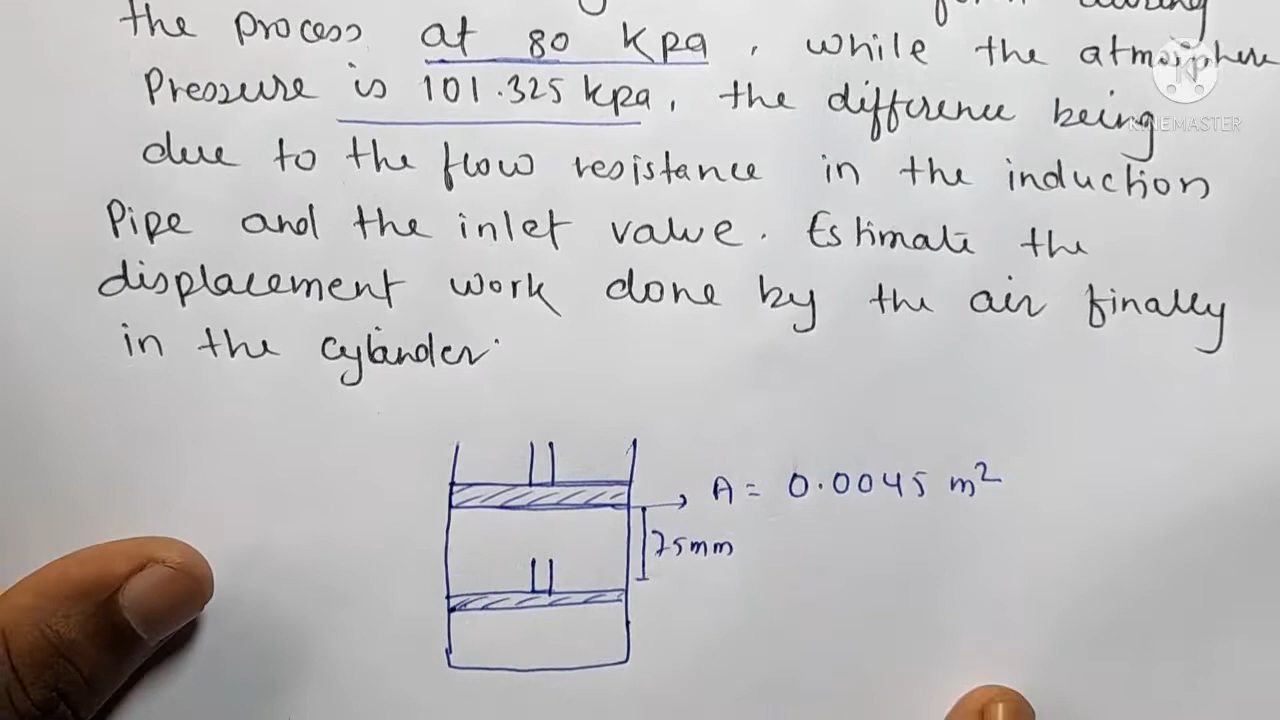 the process at 80 kpa, while the atmosphere
Pressure is 101.325 kpa, the difference being
KINEMASTER
due to the flow resistance in the induction
Pipe and the inlet valve. Estimate the
displacement work done by the air finally
in the cylinder.
A = 0.0045 m²
75mm